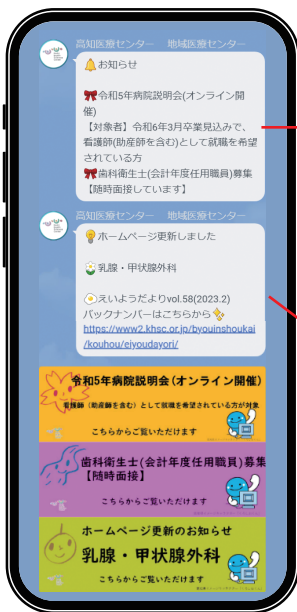 高知医療センター 地域医療センター
お知らせ
令和5年病院説明会(オンライン開
催)
【対象者】令和6年3月卒業見込みで、
看護師(助産師を含む)として就職を希望
されている方
歯科衛生士(会計年度任用職員)募集
【随時面接しています】
高知医療センター 地域医療センター
ホームページ更新しました
乳腺・甲状腺外科
えいようだよりvol.58(2023.2)
バックナンバーはこちらから
https://www2.khsc.or.jp/byouinshoukai
/kouhou/eiyoudayori/
令和5年病院説明会(オンライン開催)
看護師（助産師を含む）として就職を希望されている方が対象
こちらからご覧いただけます
歯科衛生士(会計年度任用職員)募集
【随時面接】
こちらからご覧いただけます
ホームページ更新のお知らせ
乳腺・甲状腺外科
こちらからご覧いただけます